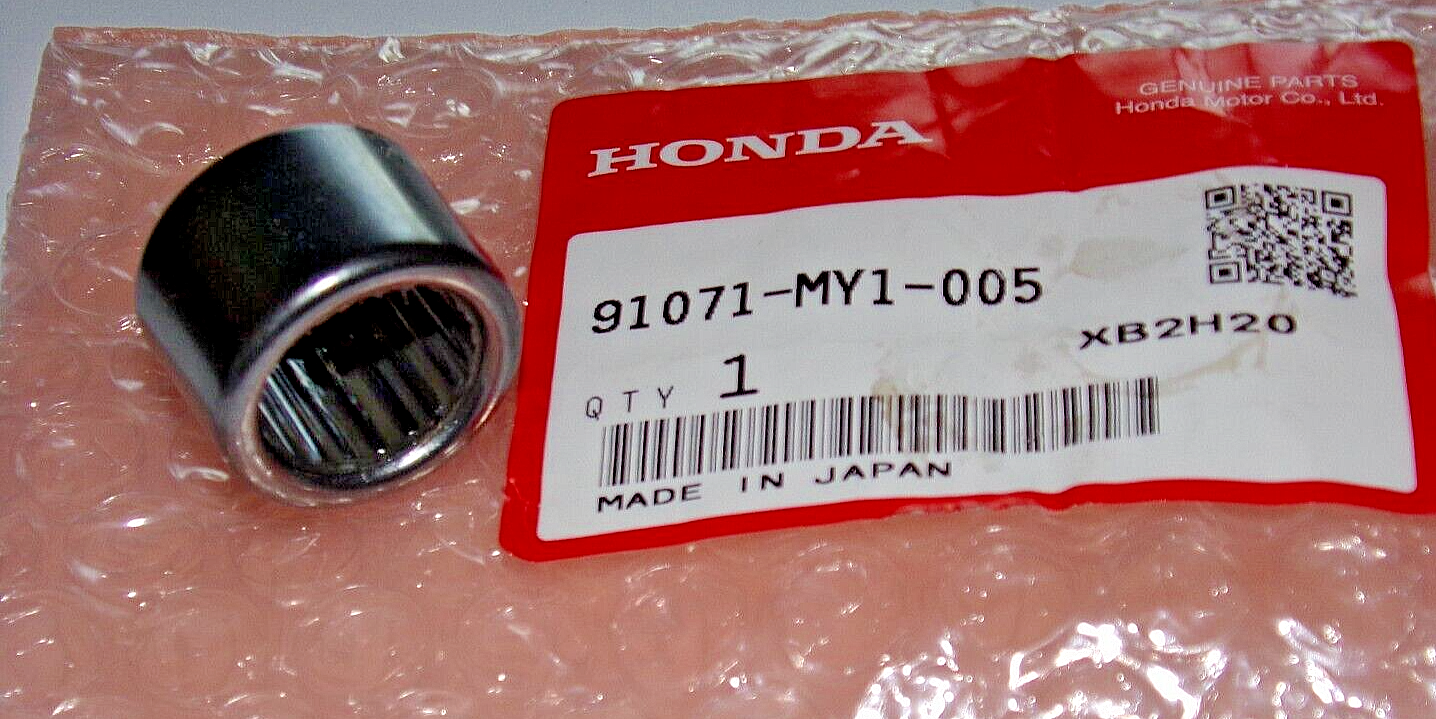 GENUINE PARTS
Honda Motor Co., Ltd.
HONDA
91071-MY1-005
XB2H20
QTY 1
MADE IN JAPAN